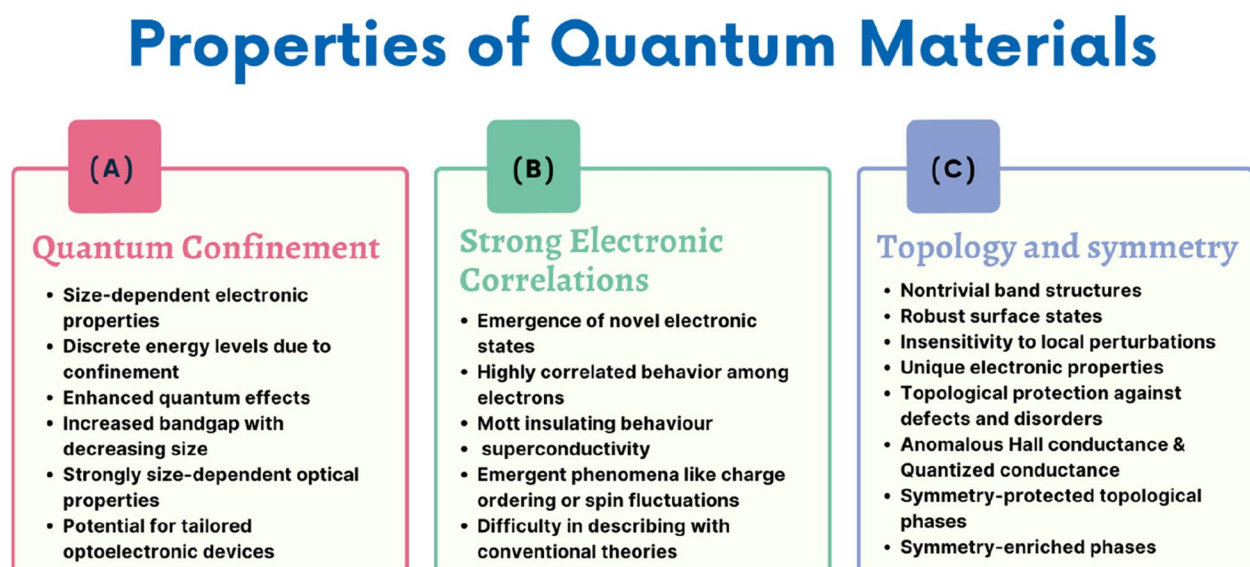 Properties of Quantum Materials
(A)
Quantum Confinement
• Size-dependent electronic
properties
• Discrete energy levels due to
confinement
• Enhanced quantum effects
• Increased bandgap with
decreasing size
• Strongly size-dependent optical
properties
• Potential for tailored
optoelectronic devices
(B)
Strong Electronic
Correlations
• Emergence of novel electronic
states
• Highly correlated behavior among
electrons
• Mott insulating behaviour
• superconductivity
• Emergent phenomena like charge
ordering or spin fluctuations
• Difficulty in describing with
conventional theories
(C)
Topology and symmetry
• Nontrivial band structures
• Robust surface states
• Insensitivity to local perturbations
• Unique electronic properties
• Topological protection against
defects and disorders
• Anomalous Hall conductance &
Quantized conductance
• Symmetry-protected topological
phases
• Symmetry-enriched phases